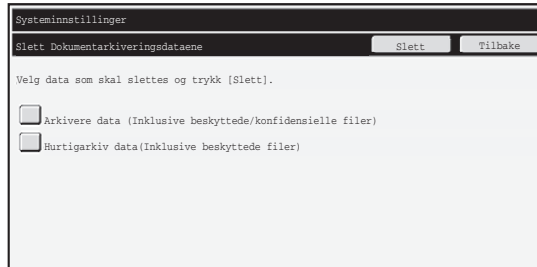 Systeminnstillinger
Slett Dokumentarkiveringsdataene Slett Tilbake
Velg data som skal slettes og trykk [Slett].
Arkivere data (Inklusive beskyttede/konfidensielle filer)
Hurtigarkiv data(Inklusive beskyttede filer)